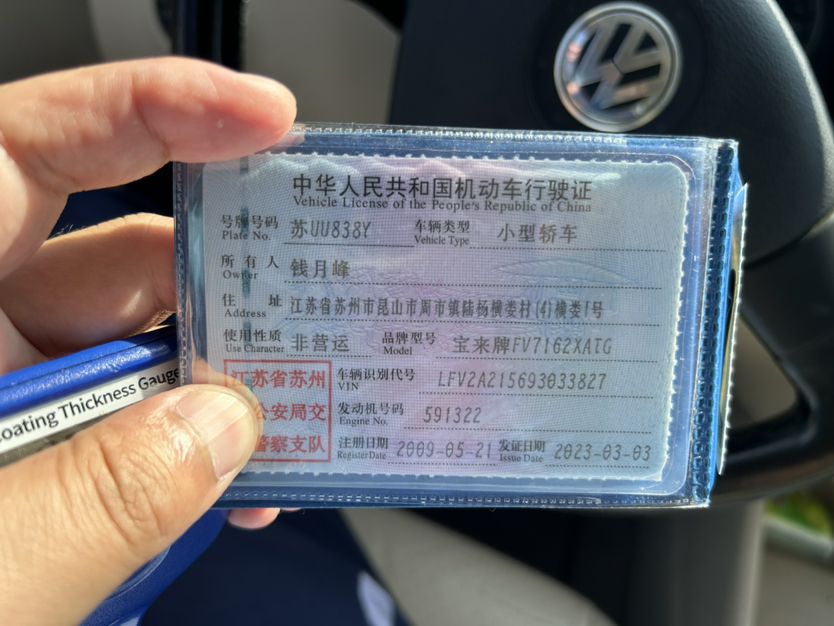 中华人民共和国机动车行驶证
Vehicle License of the People's Republic of China
号牌号码 苏UU838Y 车辆类型 小型轿车
Plate No. Vehicle Type
所有人 钱月峰
Owner
住址 江苏省苏州市昆山市周市镇陆杨横娄村(4)横娄1号
Address
使用性质 非营运 品牌型号 宝来牌FV7162XATG
Use Character Model
江苏省苏州 车辆识别代号 LFV2A215693033827
VIN
公安局交 发动机号码 591322
Engine No.
警察支队 注册日期 2009-05-21 发证日期 2023-03-03
Register Date Issue Date
oating Thickness Gauge